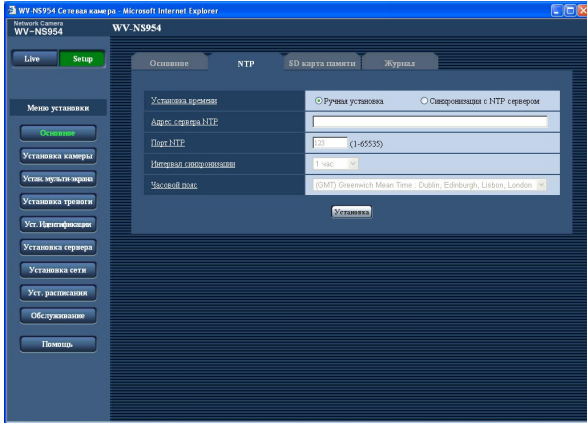 WV-NS954 Сетевая камера - Microsoft Internet Explorer
Network Camera
WV-NS954
WV-NS954
Live Setup
Основное NTP SD карта памяти Журнал
Меню установки
Основное
Установка камеры
Устан. мульти-экрана
Установка тревоги
Уст. Идентификации
Установка сервера
Установка сети
Уст. расписания
Обслуживание
Помощь
Установка времени Ручная установка Синхронизация с NTP сервером
Адрес сервера NTP
Порт NTP 123 (1-65535)
Интервал синхронизации 1 час
Часовой пояс (GMT) Greenwich Mean Time : Dublin, Edinburgh, Lisbon, London
Установка